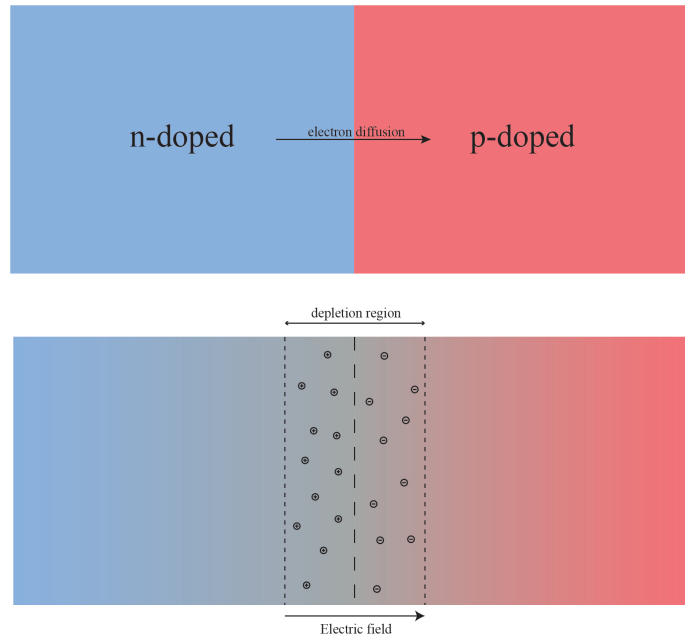 n-doped
electron diffusion
p-doped
depletion region
Electric field